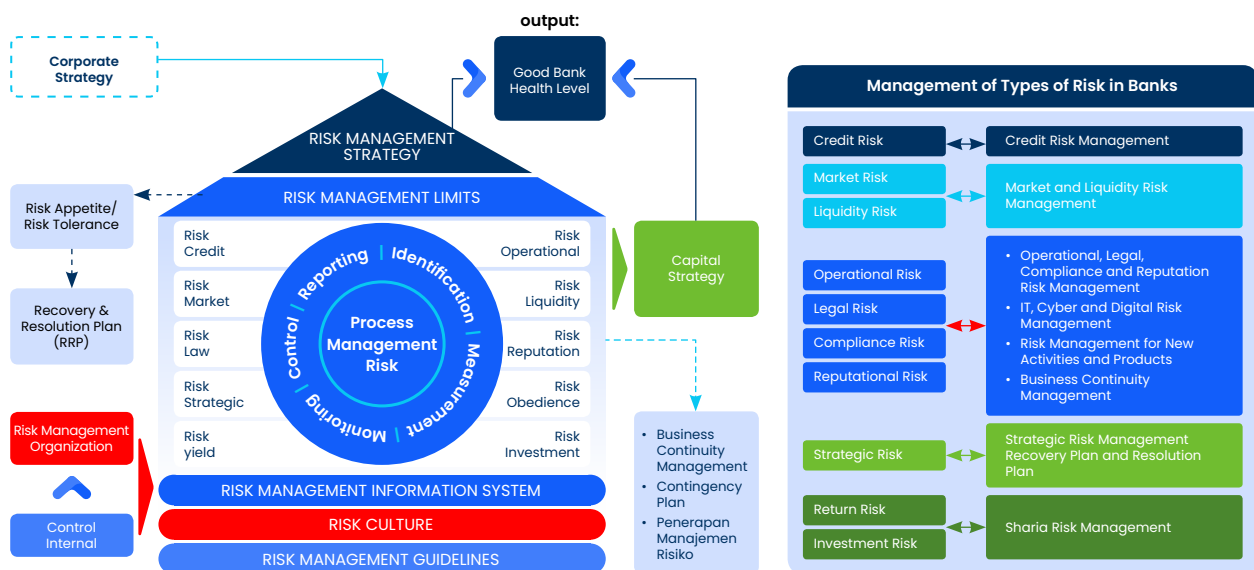 output:
Corporate
Strategy
Good Bank
Health Level
RISK MANAGEMENT
STRATEGY
RISK MANAGEMENT LIMITS
Risk Appetite/
Risk Tolerance
Recovery &
Resolution Plan
(RRP)
Risk
Credit
Risk
Market
Risk
Law
Risk
Strategic
Risk
yield
Reporting | Identification | Measurement | Monitoring | Control |
Process
Management
Risk
Risk
Operational
Risk
Liquidity
Risk
Reputation
Risk
Obedience
Risk
Investment
Capital
Strategy
Risk Management
Organization
Control
Internal
RISK MANAGEMENT INFORMATION SYSTEM
RISK CULTURE
RISK MANAGEMENT GUIDELINES
• Business
Continuity
Management
• Contingency
Plan
• Penerapan
Manajemen
Risiko
Management of Types of Risk in Banks
Credit Risk
Credit Risk Management
Market Risk
Liquidity Risk
Market and Liquidity Risk
Management
Operational Risk
Legal Risk
Compliance Risk
Reputational Risk
• Operational, Legal,
Compliance and Reputation
Risk Management
• IT, Cyber and Digital Risk
Management
• Risk Management for New
Activities and Products
• Business Continuity
Management
Strategic Risk
Strategic Risk Management
Recovery Plan and Resolution
Plan
Return Risk
Investment Risk
Sharia Risk Management